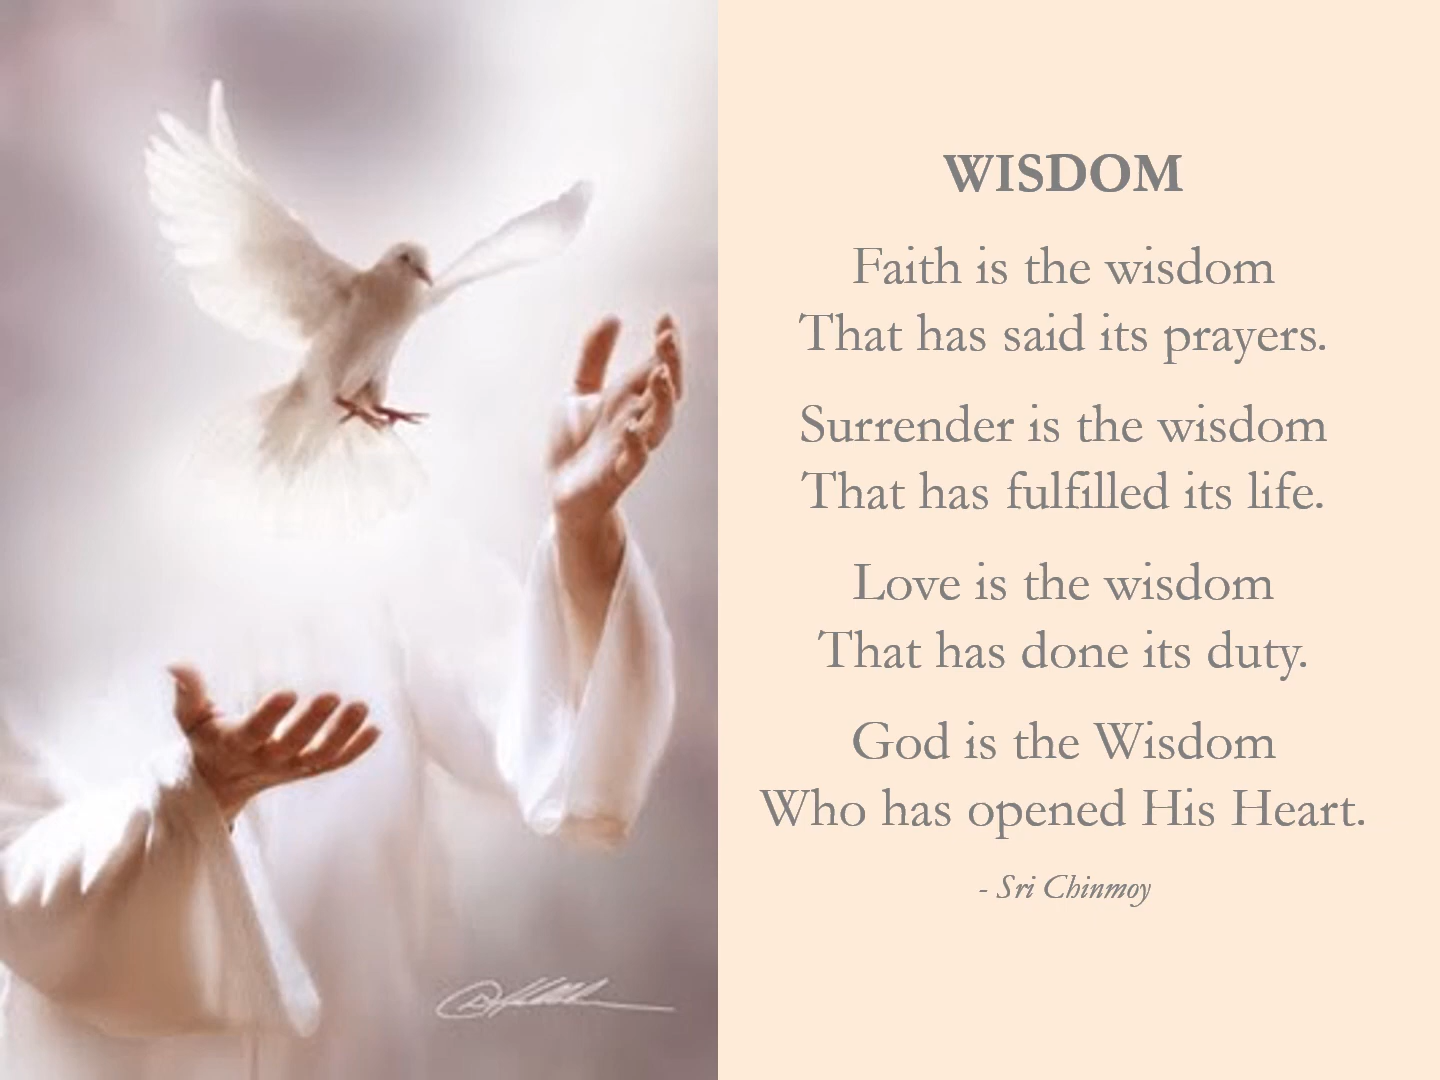 WISDOM
Faith is the wisdom
That has said its prayers.
Surrender is the wisdom
That has fulfilled its life.
Love is the wisdom
That has done its duty.
God is the Wisdom
Who has opened His Heart.
- Sri Chinmoy